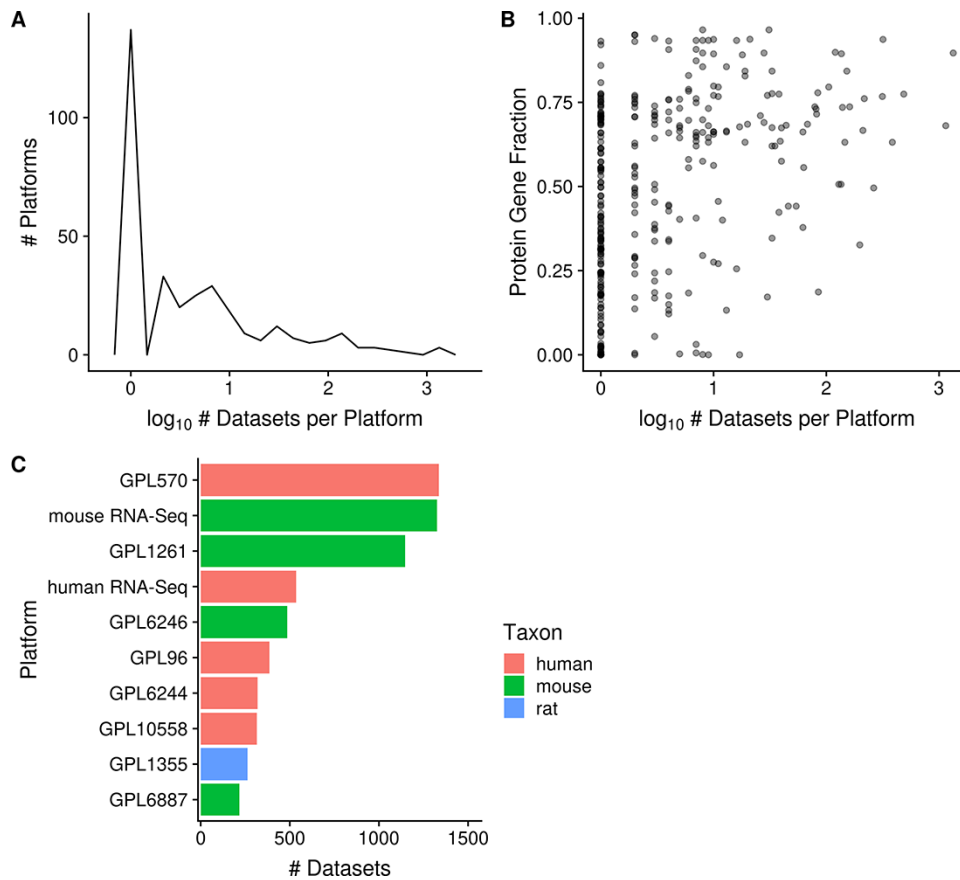 A
# Platforms
100
50
0
0 1 2 3
log₁₀ # Datasets per Platform
B
Protein Gene Fraction
1.00
0.75
0.50
0.25
0.00
0 1 2 3
log₁₀ # Datasets per Platform
C
Platform
GPL570
mouse RNA-Seq
GPL1261
human RNA-Seq
GPL6246
GPL96
GPL6244
GPL10558
GPL1355
GPL6887
0 500 1000 1500
# Datasets
Taxon
human
mouse
rat